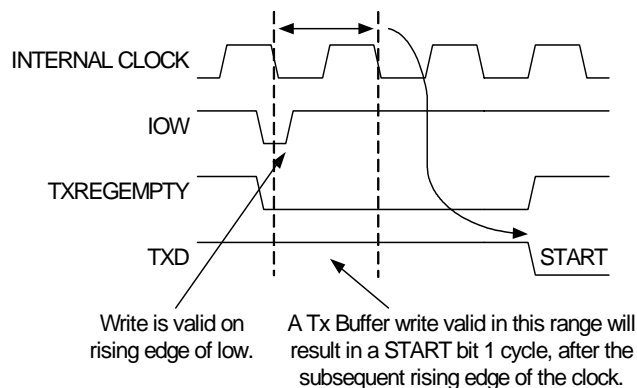 INTERNAL CLOCK
IOW
TXREGEMPTY
TXD
START
Write is valid on
rising edge of low.
A Tx Buffer write valid in this range will
result in a START bit 1 cycle, after the
subsequent rising edge of the clock.